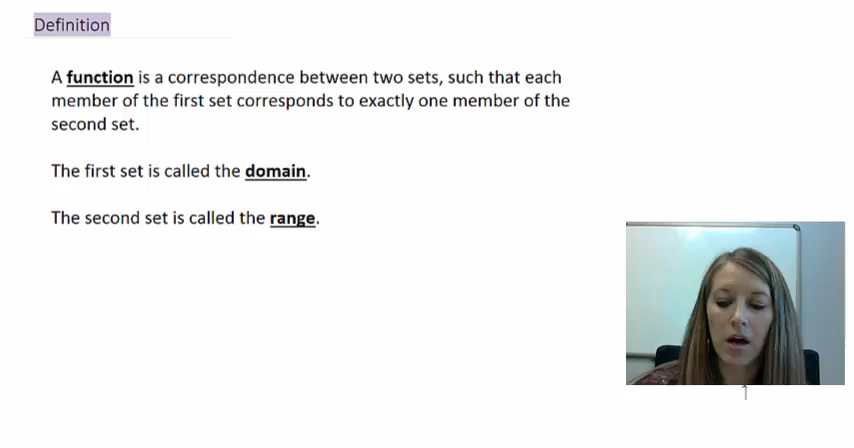 Definition
A function is a correspondence between two sets, such that each
member of the first set corresponds to exactly one member of the
second set.
The first set is called the domain.
The second set is called the range.
1